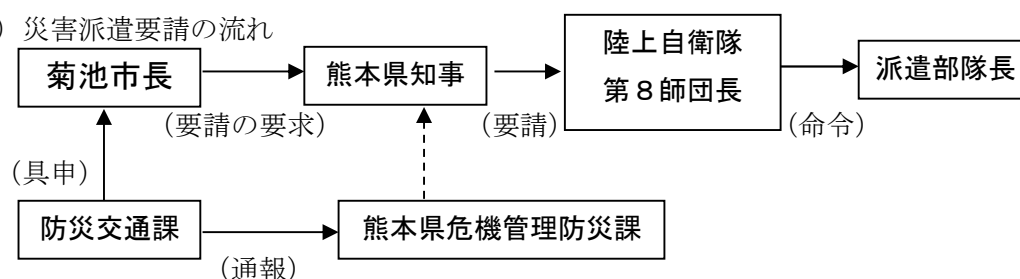 ）災害派遣要請の流れ
菊池市長
熊本県知事
陸上自衛隊
第８師団長
派遣部隊長
（要請の要求）
（要請）
（命令）
（具申）
防災交通課
熊本県危機管理防災課
（通報）